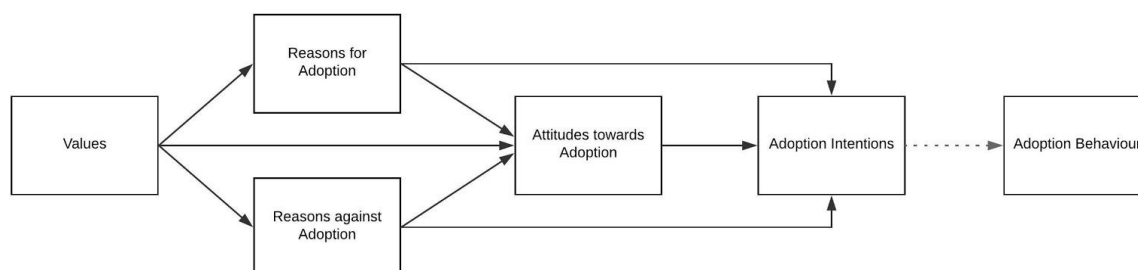 Reasons for
Adoption
Values
Attitudes towards
Adoption
Adoption Intentions
Adoption Behaviour
Reasons against
Adoption